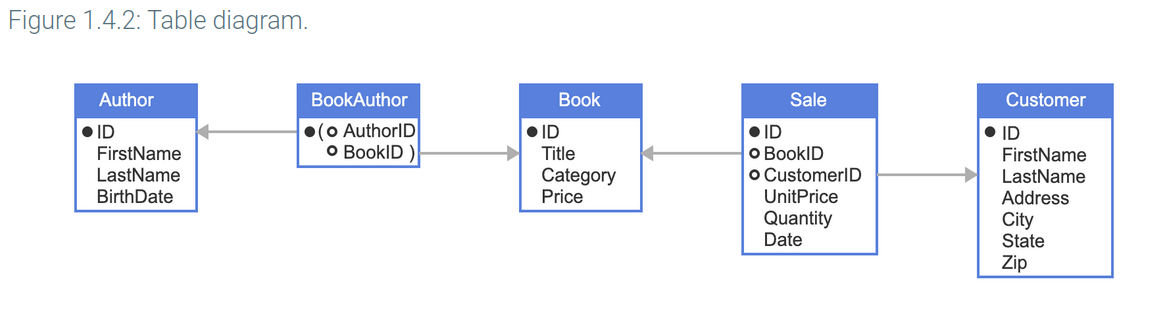 Figure 1.4.2: Table diagram.
Author
ID
FirstName
LastName
BirthDate
BookAuthor
( AuthorID
BookID )
Book
ID
Title
Category
Price
Sale
ID
BookID
CustomerID
UnitPrice
Quantity
Date
Customer
ID
FirstName
LastName
Address
City
State
Zip